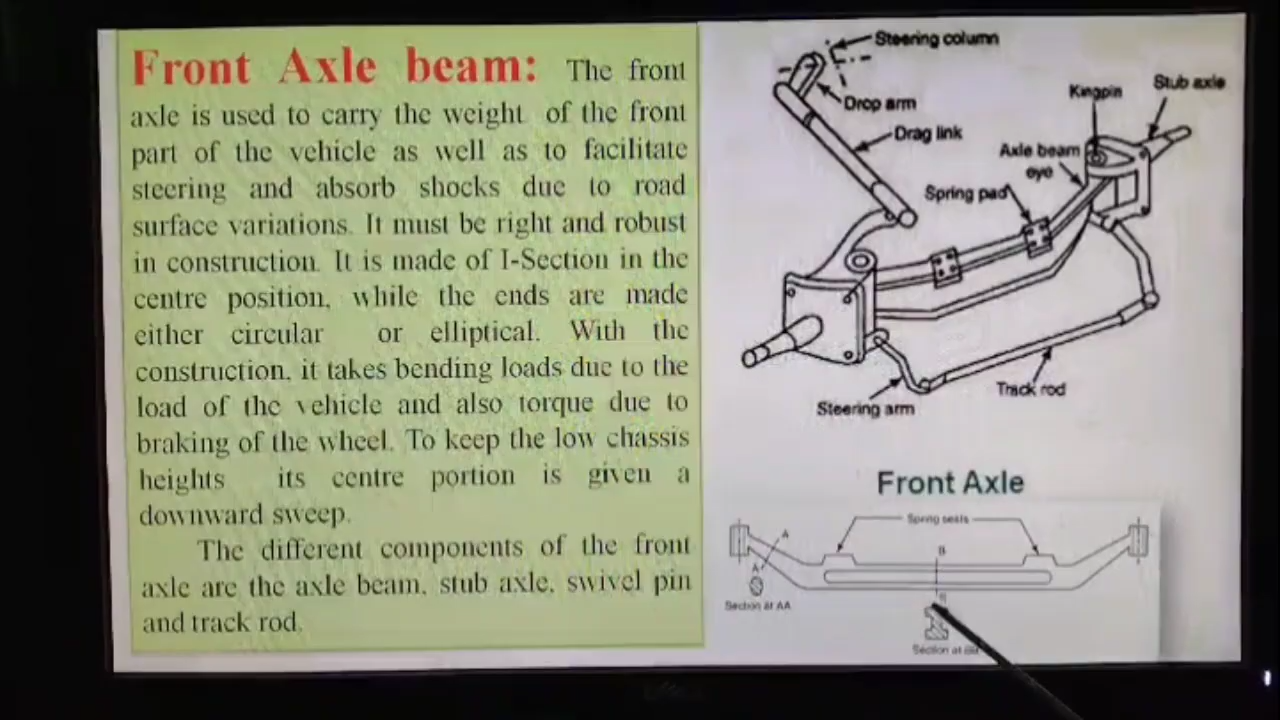 Front Axle beam: The front
axle is used to carry the weight of the front
part of the vehicle as well as to facilitate
steering and absorb shocks due to road
surface variations. It must be right and robust
in construction. It is made of I-Section in the
centre position, while the ends are made
either circular or elliptical. With the
construction, it takes bending loads due to the
load of the vehicle and also torque due to
braking of the wheel. To keep the low chassis
heights its centre portion is given a
downward sweep.
The different components of the front
axle are the axle beam, stub axle, swivel pin
and track rod.
Steering column
Drop arm
Drag link
Kingpin
Stub axle
Axle beam
eye
Spring pad
Track rod
Steering arm
Front Axle
Spring seats
A
A
B
Section at AA
Section at BB